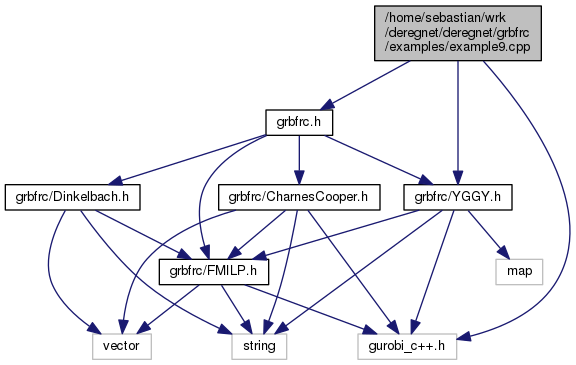 /home/sebastian/wrk
/deregnet/deregnet/grbfrc
/examples/example9.cpp
grbfrc.h
grbfrc/Dinkelbach.h
grbfrc/CharnesCooper.h
grbfrc/YGGY.h
grbfrc/FMILP.h
map
vector
string
gurobi_c++.h